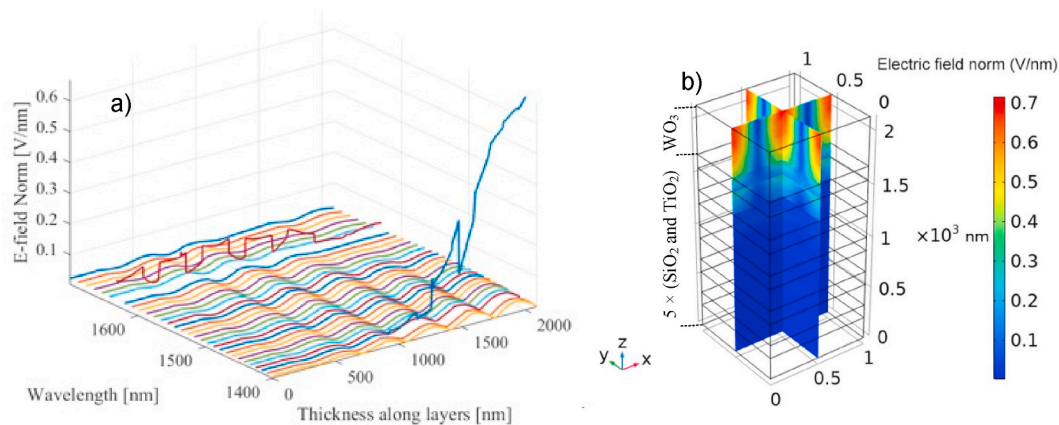 a)
E-field Norm [V/nm]
0.6
0.5
0.4
0.3
0.2
0.1
1600
1500
1400
Wavelength [nm]
0
500
1000
1500
2000
Thickness along layers [nm]
b)
Electric field norm (V/nm)
WO3
5 × (SiO2 and TiO2)
1
0.5
0
2
1.5
1
0.5
0
×10³ nm
0
0.5
1
y
z
x
0.7
0.6
0.5
0.4
0.3
0.2
0.1